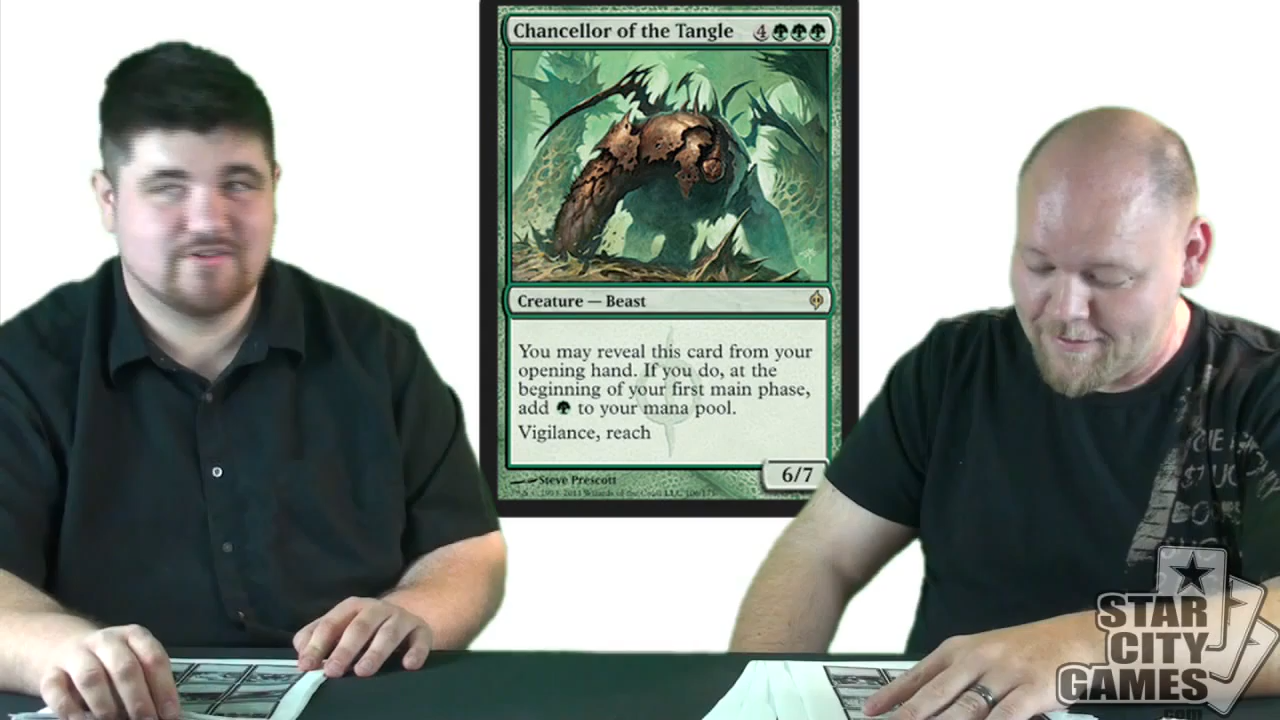 Chancellor of the Tangle 4
Creature — Beast
You may reveal this card from your
opening hand. If you do, at the
beginning of your first main phase,
add to your mana pool.
Vigilance, reach
6/7
Steve Prescott
STAR
CITY
GAMES
.com